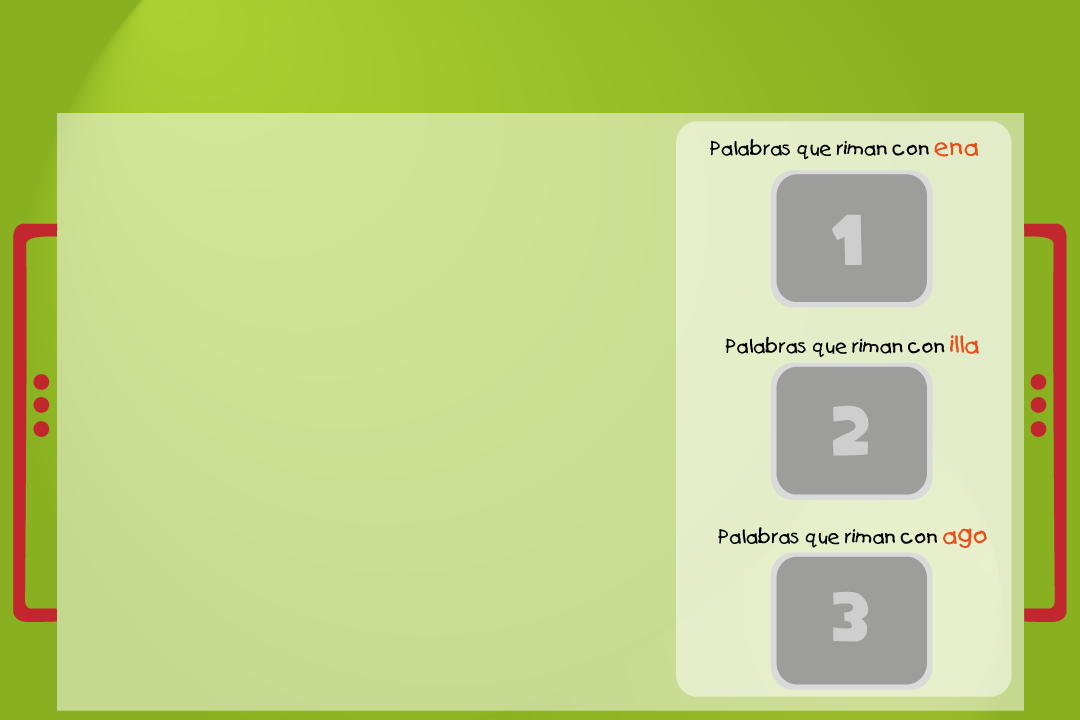 Palabras que riman con ena
1
Palabras que riman con illa
2
Palabras que riman con ago
3